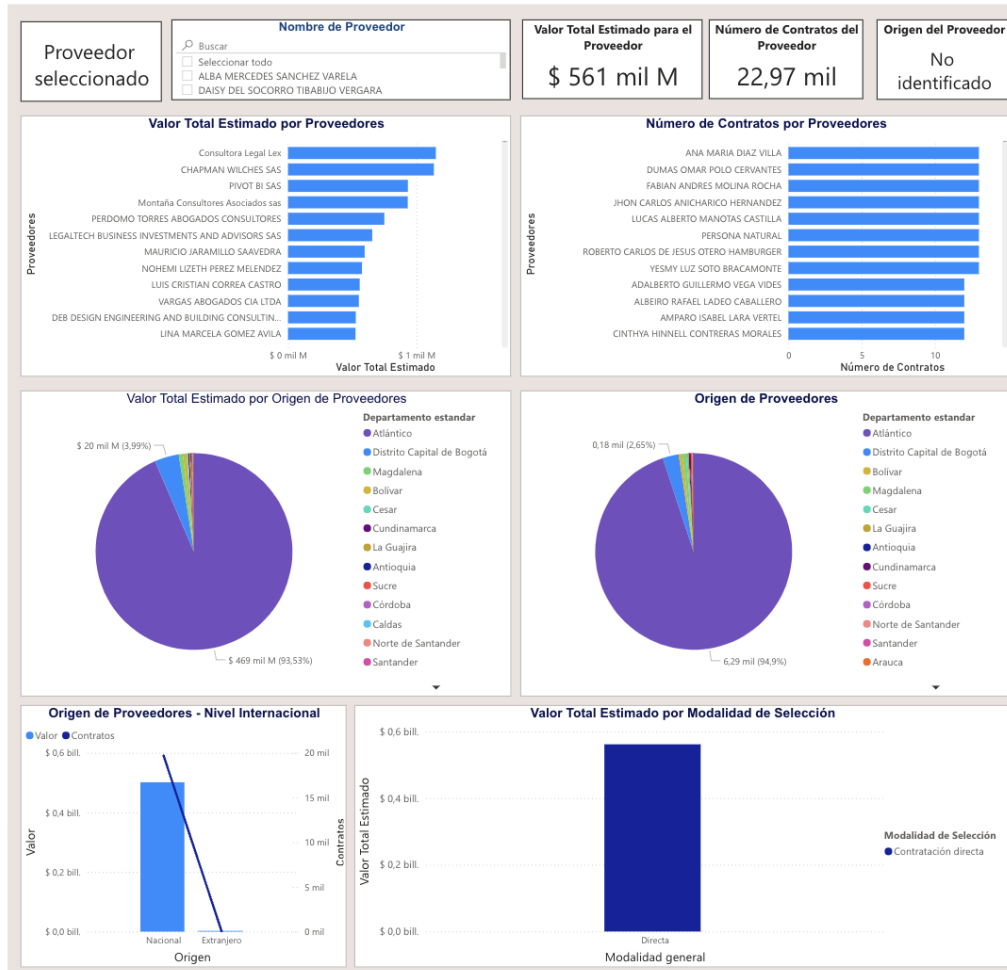 Proveedor
seleccionado
Nombre de Proveedor
Buscar
Seleccionar todo
ALBA MERCEDES SANCHEZ VARELA
DAISY DEL SOCORRO TIBABIJO VERGARA
Valor Total Estimado para el
Proveedor
$ 561 mil M
Número de Contratos del
Proveedor
22,97 mil
Origen del Proveedor
No
identificado
Valor Total Estimado por Proveedores
Proveedores
Consultora Legal Lex
CHAPMAN WILCHES SAS
PIVOT BI SAS
Montaña Consultores Asociados sas
PERDOMO TORRES ABOGADOS CONSULTORES
LEGALTECH BUSINESS INVESTMENTS AND ADVISORS SAS
MAURICIO JARAMILLO SAAVEDRA
NOHEMI LIZETH PEREZ MELENDEZ
LUIS CRISTIAN CORREA CASTRO
VARGAS ABOGADOS CIA LTDA
DEB DESIGN ENGINEERING AND BUILDING CONSULTIN...
LINA MARCELA GOMEZ AVILA
$ 0 mil M
$ 1 mil M
Valor Total Estimado
Número de Contratos por Proveedores
Proveedores
ANA MARIA DIAZ VILLA
DUMAS OMAR POLO CERVANTES
FABIAN ANDRES MOLINA ROCHA
JHON CARLOS ANICHARICO HERNANDEZ
LUCAS ALBERTO MANOTAS CASTILLA
PERSONA NATURAL
ROBERTO CARLOS DE JESUS OTERO HAMBURGER
YESMY LUZ SOTO BRACAMONTE
ADALBERTO GUILLERMO VEGA VIDES
ALBEIRO RAFAEL LADEO CABALLERO
AMPARO ISABEL LARA VERTEL
CINTHYA HINNELL CONTRERAS MORALES
0
5
10
Número de Contratos
Valor Total Estimado por Origen de Proveedores
$ 20 mil M (3,99%)
$ 469 mil M (93,53%)
Departamento estandar
Atlántico
Distrito Capital de Bogotá
Magdalena
Bolívar
Cesar
Cundinamarca
La Guajira
Antioquia
Sucre
Córdoba
Caldas
Norte de Santander
Santander
Origen de Proveedores
0,18 mil (2,65%)
6,29 mil (94,9%)
Departamento estandar
Atlántico
Distrito Capital de Bogotá
Bolívar
Magdalena
Cesar
La Guajira
Antioquia
Cundinamarca
Sucre
Córdoba
Norte de Santander
Santander
Arauca
Origen de Proveedores - Nivel Internacional
Valor
Contratos
Valor
$ 0,6 bill.
$ 0,4 bill.
$ 0,2 bill.
$ 0,0 bill.
20 mil
15 mil
10 mil
5 mil
0 mil
Contratos
Nacional
Extranjero
Origen
Valor Total Estimado por Modalidad de Selección
Valor Total Estimado
$ 0,6 bill.
$ 0,4 bill.
$ 0,2 bill.
$ 0,0 bill.
Directa
Modalidad general
Modalidad de Selección
Contratación directa